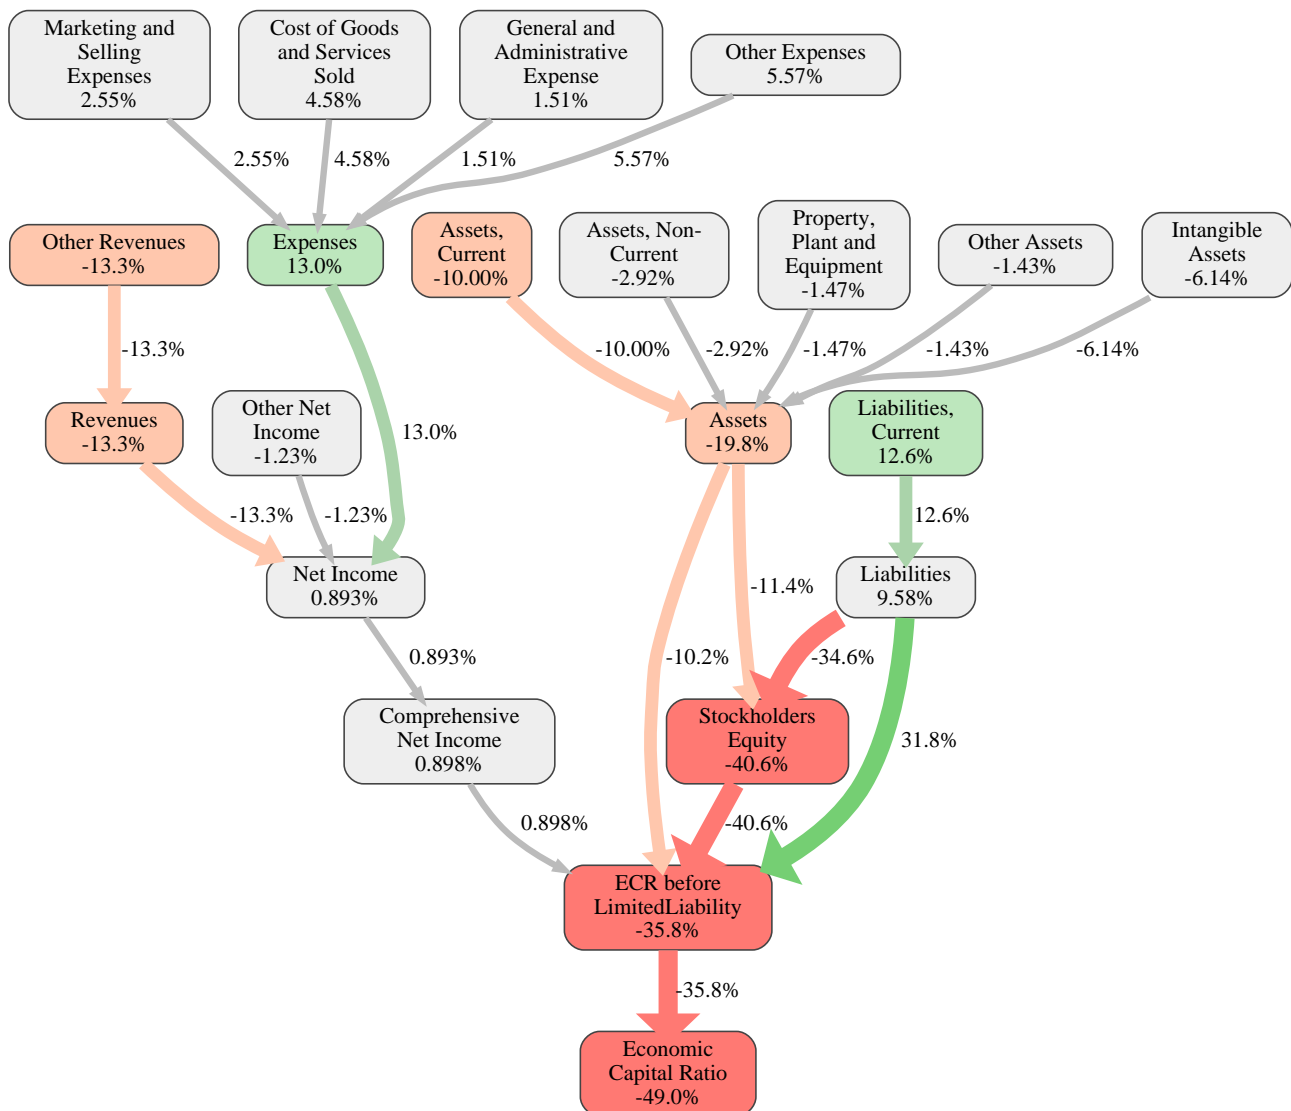 Marketing and
Selling
Expenses
2.55%
Cost of Goods
and Services
Sold
4.58%
General and
Administrative
Expense
1.51%
Other Expenses
5.57%
2.55%
4.58%
1.51%
5.57%
Other Revenues
-13.3%
Expenses
13.0%
Assets,
Current
-10.00%
Assets, Non-
Current
-2.92%
Property,
Plant and
Equipment
-1.47%
Other Assets
-1.43%
Intangible
Assets
-6.14%
-13.3%
-10.00%
-2.92%
-1.47%
-1.43%
-6.14%
Revenues
-13.3%
Other Net
Income
-1.23%
13.0%
Assets
-19.8%
Liabilities,
Current
12.6%
-13.3%
-1.23%
12.6%
Net Income
0.893%
-11.4%
Liabilities
9.58%
0.893%
-10.2%
-34.6%
Comprehensive
Net Income
0.898%
Stockholders
Equity
-40.6%
31.8%
0.898%
-40.6%
ECR before
LimitedLiability
-35.8%
-35.8%
Economic
Capital Ratio
-49.0%